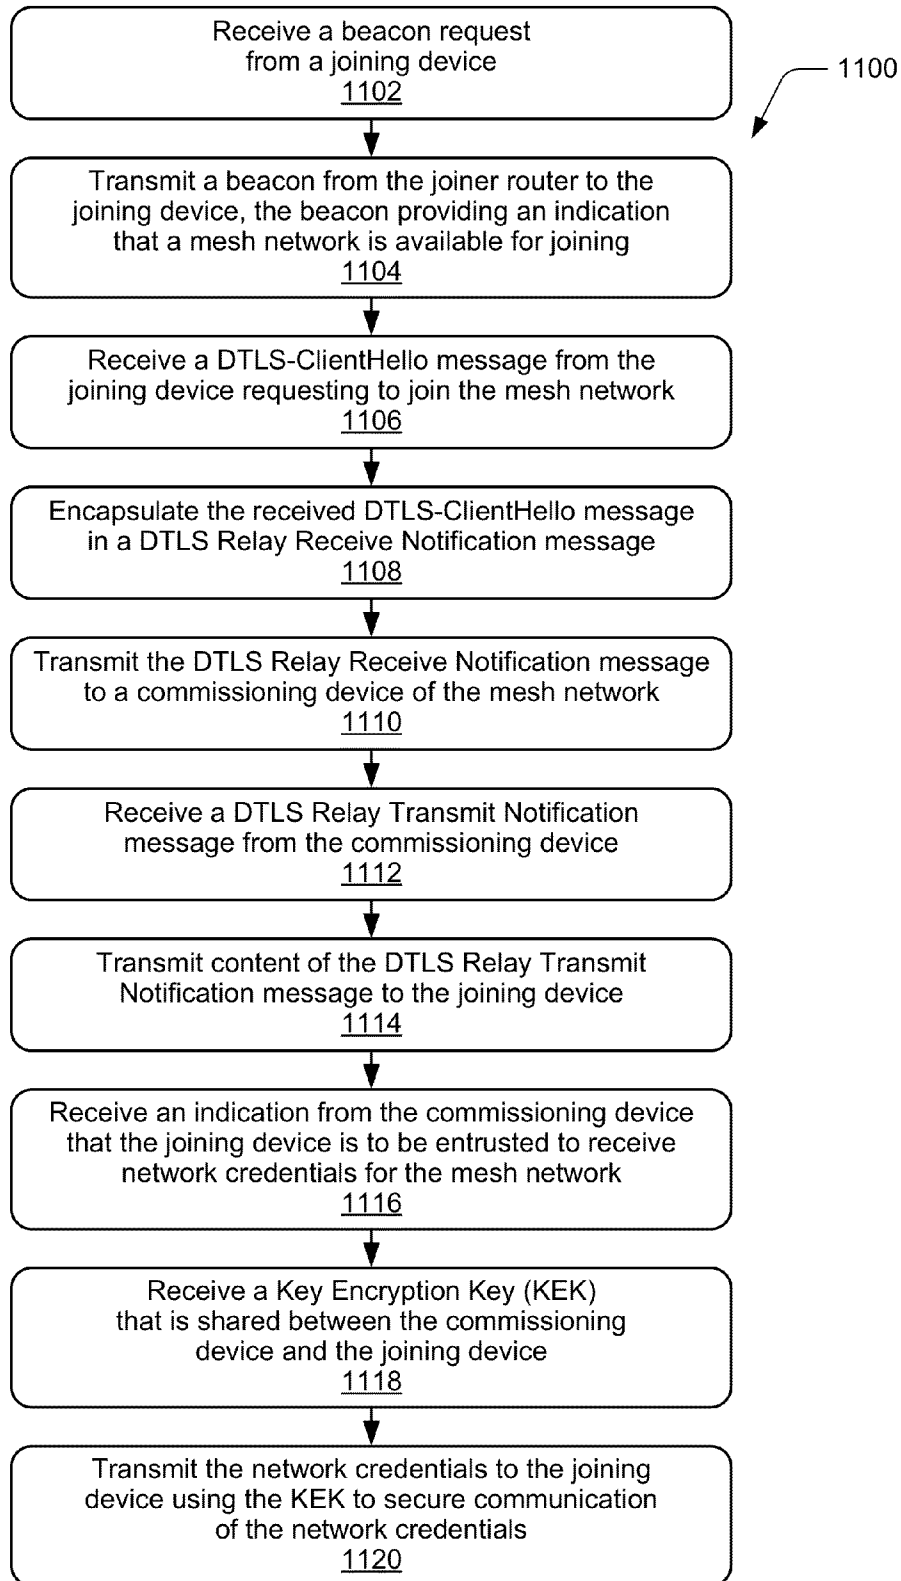 Receive a beacon request
from a joining device
1102
1100
Transmit a beacon from the joiner router to the
joining device, the beacon providing an indication
that a mesh network is available for joining
1104
Receive a DTLS-ClientHello message from the
joining device requesting to join the mesh network
1106
Encapsulate the received DTLS-ClientHello message
in a DTLS Relay Receive Notification message
1108
Transmit the DTLS Relay Receive Notification message
to a commissioning device of the mesh network
1110
Receive a DTLS Relay Transmit Notification
message from the commissioning device
1112
Transmit content of the DTLS Relay Transmit
Notification message to the joining device
1114
Receive an indication from the commissioning device
that the joining device is to be entrusted to receive
network credentials for the mesh network
1116
Receive a Key Encryption Key (KEK)
that is shared between the commissioning
device and the joining device
1118
Transmit the network credentials to the joining
device using the KEK to secure communication
of the network credentials
1120